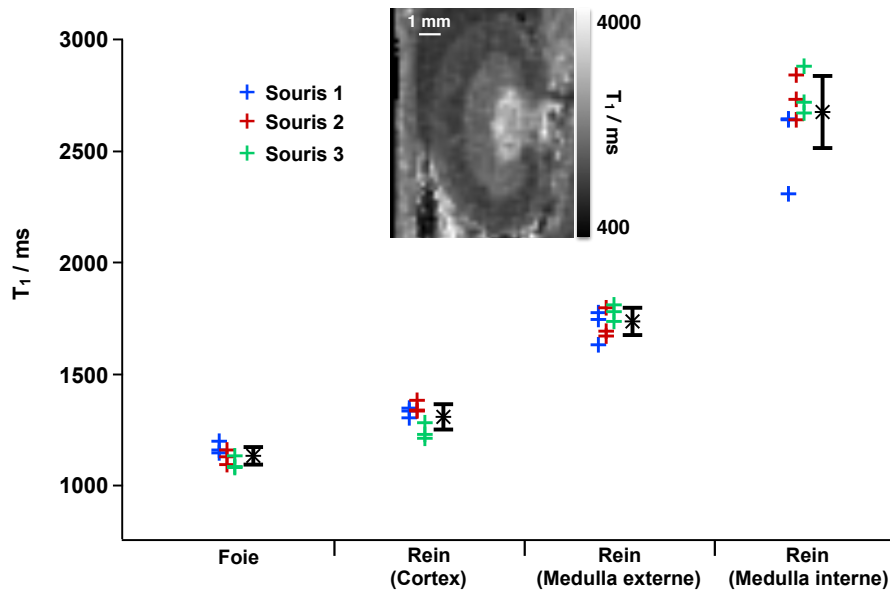 1 mm
4000
T₁ / ms
400
Souris 1
Souris 2
Souris 3
T₁ / ms
3000
2500
2000
1500
1000
Foie
Rein
(Cortex)
Rein
(Medulla externe)
Rein
(Medulla interne)